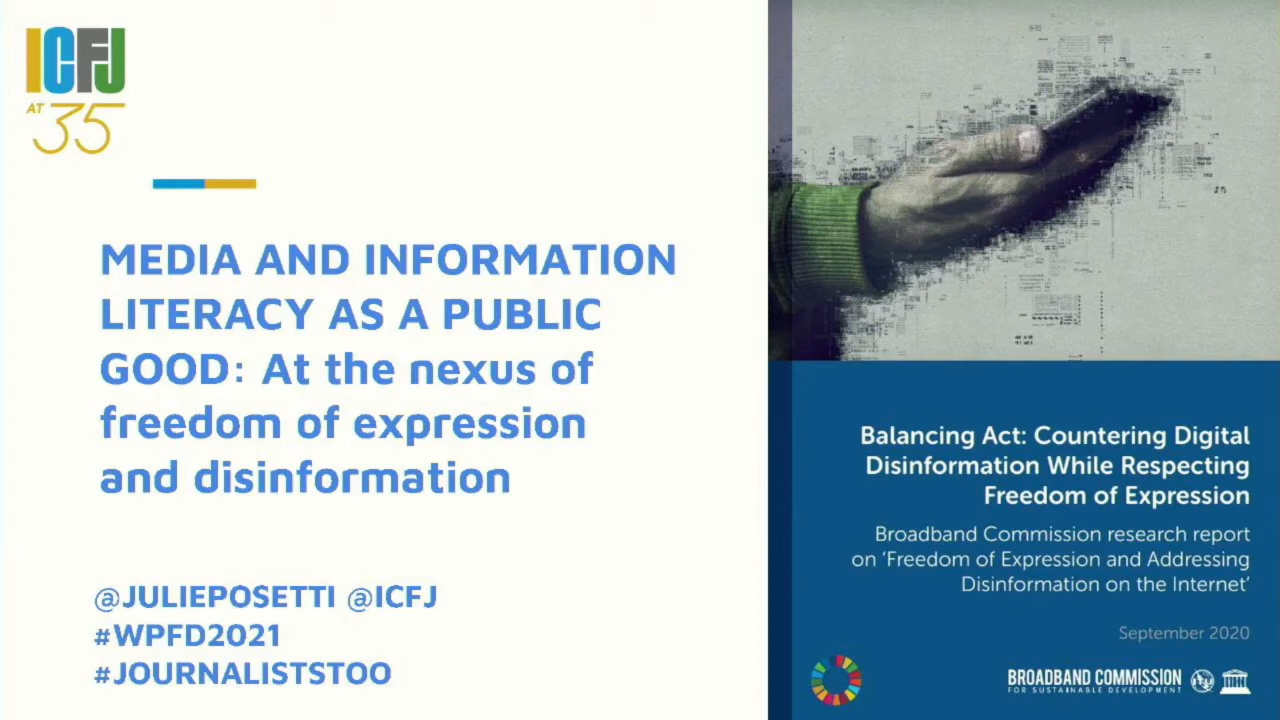 ICFJ
AT 35
MEDIA AND INFORMATION
LITERACY AS A PUBLIC
GOOD: At the nexus of
freedom of expression
and disinformation
@JULIEPOSETTI @ICFJ
#WPFD2021
#JOURNALISTSTOO
Balancing Act: Countering Digital
Disinformation While Respecting
Freedom of Expression
Broadband Commission research report
on ‘Freedom of Expression and Addressing
Disinformation on the Internet’
September 2020
BROADBAND COMMISSION
FOR SUSTAINABLE DEVELOPMENT
ITU